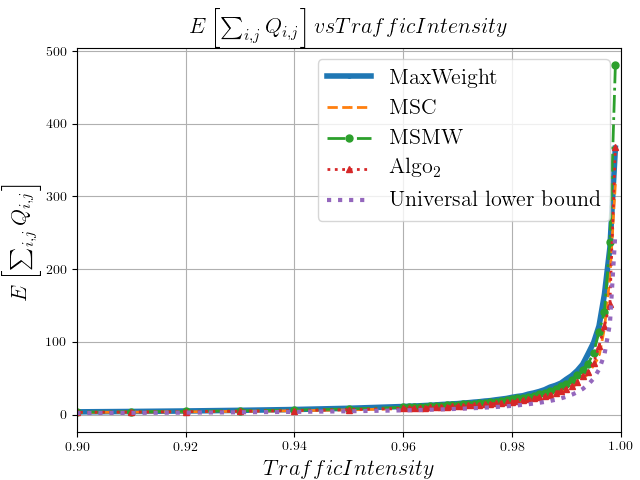 E [∑i,j Qi,j] vsTrafficIntensity
E [∑i,j Qi,j]
500
400
300
200
100
0
MaxWeight
MSC
MSMW
Algo2
Universal lower bound
0.90 0.92 0.94 0.96 0.98 1.00
TrafficIntensity